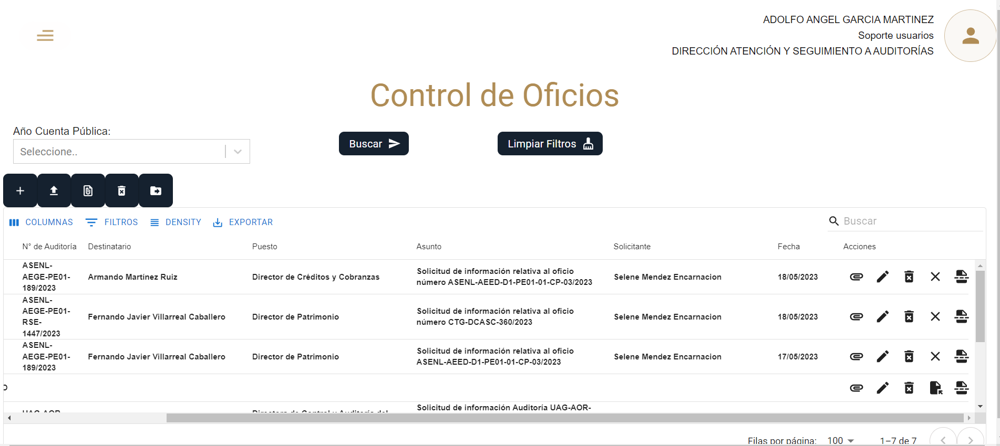 ADOLFO ANGEL GARCIA MARTINEZ
Soporte usuarios
DIRECCIÓN ATENCIÓN Y SEGUIMIENTO A AUDITORÍAS
Control de Oficios
Año Cuenta Pública:
Seleccione..
Buscar
Limpiar Filtros
COLUMNAS FILTROS DENSITY EXPORTAR
Buscar
N° de Auditoría Destinatario Puesto Asunto Solicitante Fecha Acciones
ASENL-
AEGE-PE01-
189/2023
Armando Martínez Ruiz
Director de Créditos y Cobranzas
Solicitud de información relativa al oficio
número ASENL-AEED-D1-PE01-01-CP-03/2023
Selene Mendez Encarnacion
18/05/2023
ASENL-
AEGE-PE01-
RSE-
1447/2023
Fernando Javier Villarreal Caballero
Director de Patrimonio
Solicitud de información relativa al oficio
número CTG-DCASC-360/2023
Selene Mendez Encarnacion
18/05/2023
ASENL-
AEGE-PE01-
189/2023
Fernando Javier Villarreal Caballero
Director de Patrimonio
Solicitud de información relativa al oficio
ASENL-AEED-D1-PE01-01-CP-03/2023
Selene Mendez Encarnacion
17/05/2023
UAG-AOR-
Directora de Control y Auditoría del
Solicitud de información Auditoría UAG-AOR-
Filas por página: 100 1–7 de 7